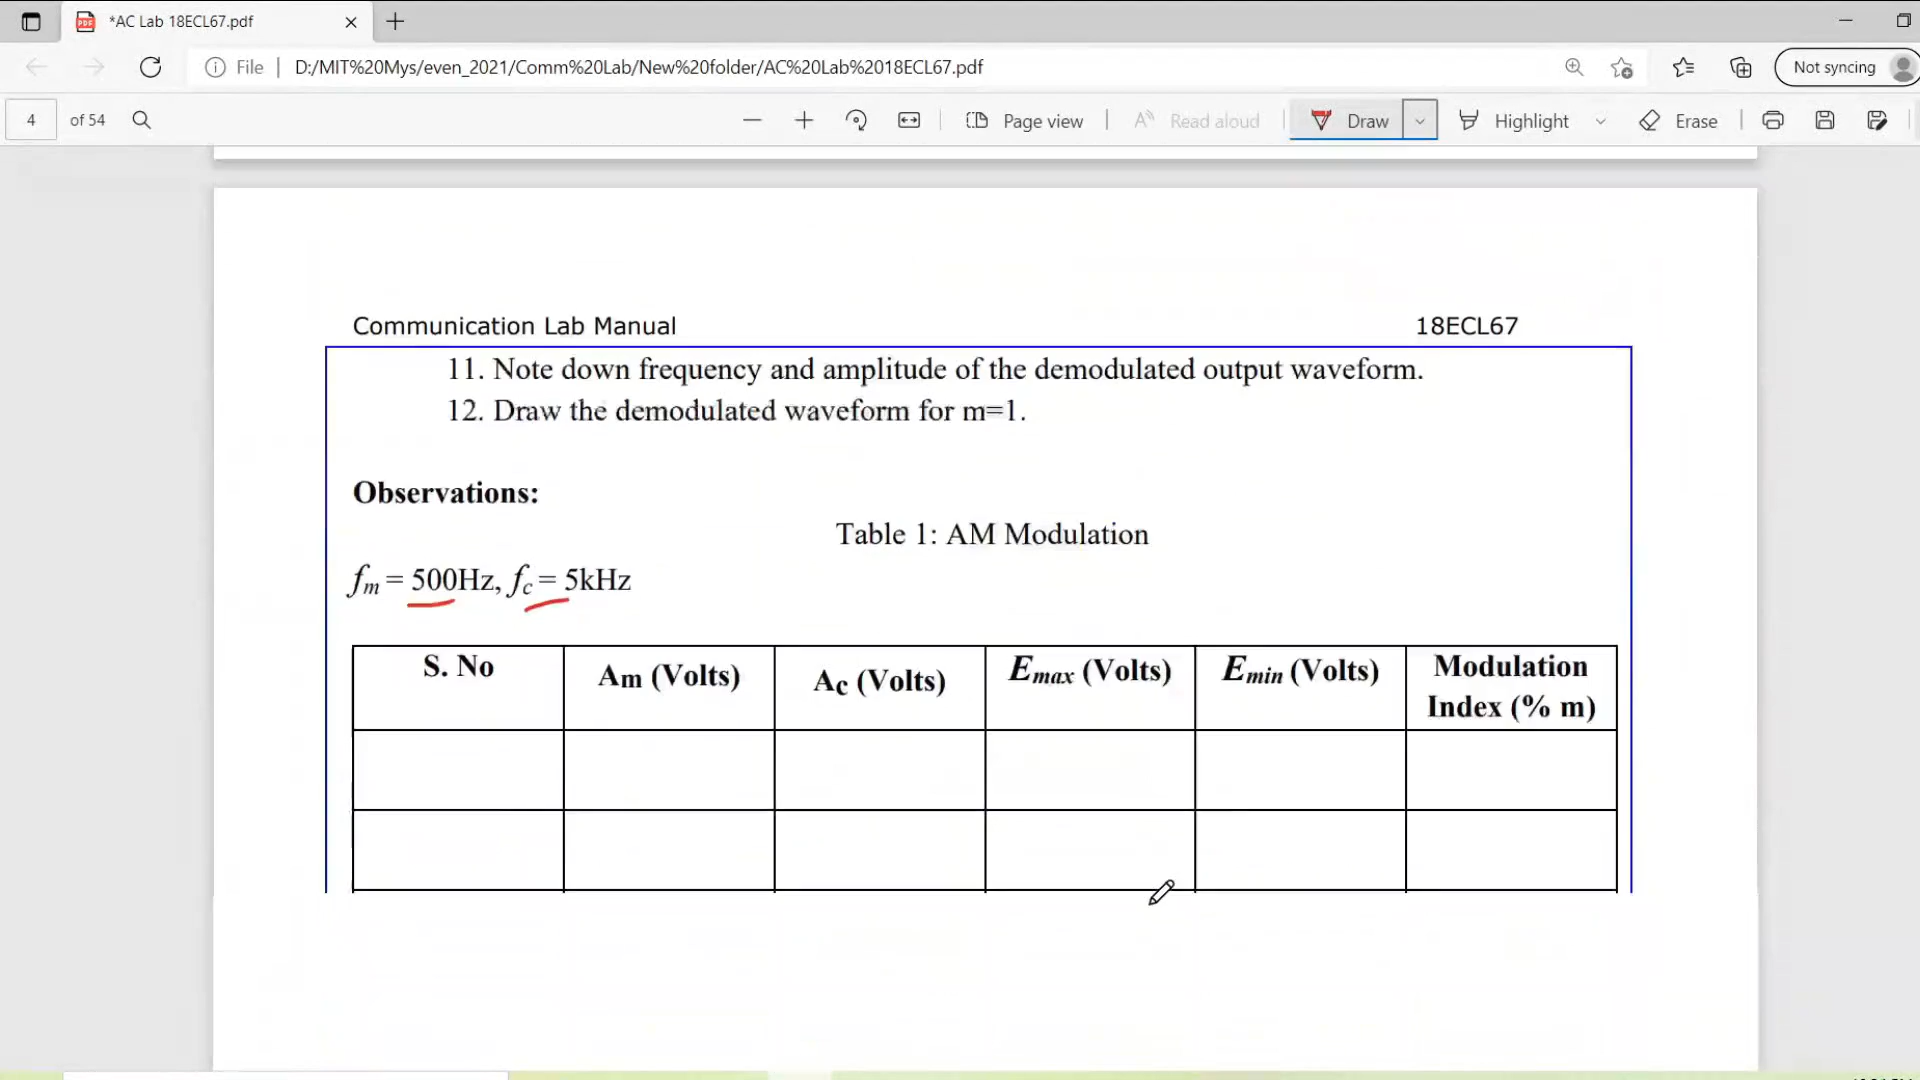 *AC Lab 18ECL67.pdf
File | D:/MIT%20Mys/even_2021/Comm%20Lab/New%20folder/AC%20Lab%2018ECL67.pdf
Not syncing
4 of 54
Page view
Read aloud
Draw
Highlight
Erase
Communication Lab Manual 18ECL67
11. Note down frequency and amplitude of the demodulated output waveform.
12. Draw the demodulated waveform for m=1.
Observations:
Table 1: AM Modulation
fm = 500Hz, fc = 5kHz
S. No Am (Volts) Ac (Volts) Emax (Volts) Emin (Volts) Modulation Index (% m)